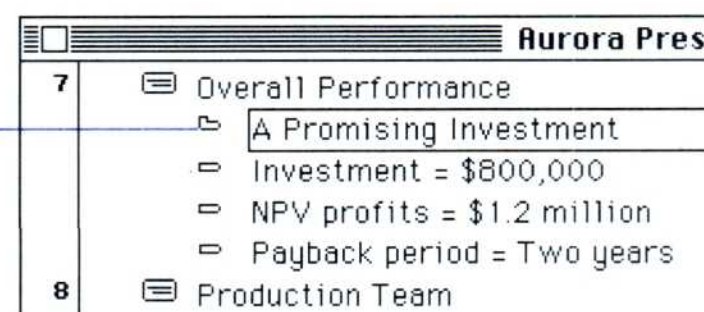 Aurora Pres
7 Overall Performance
A Promising Investment
Investment = $800,000
NPV profits = $1.2 million
Payback period = Two years
8 Production Team